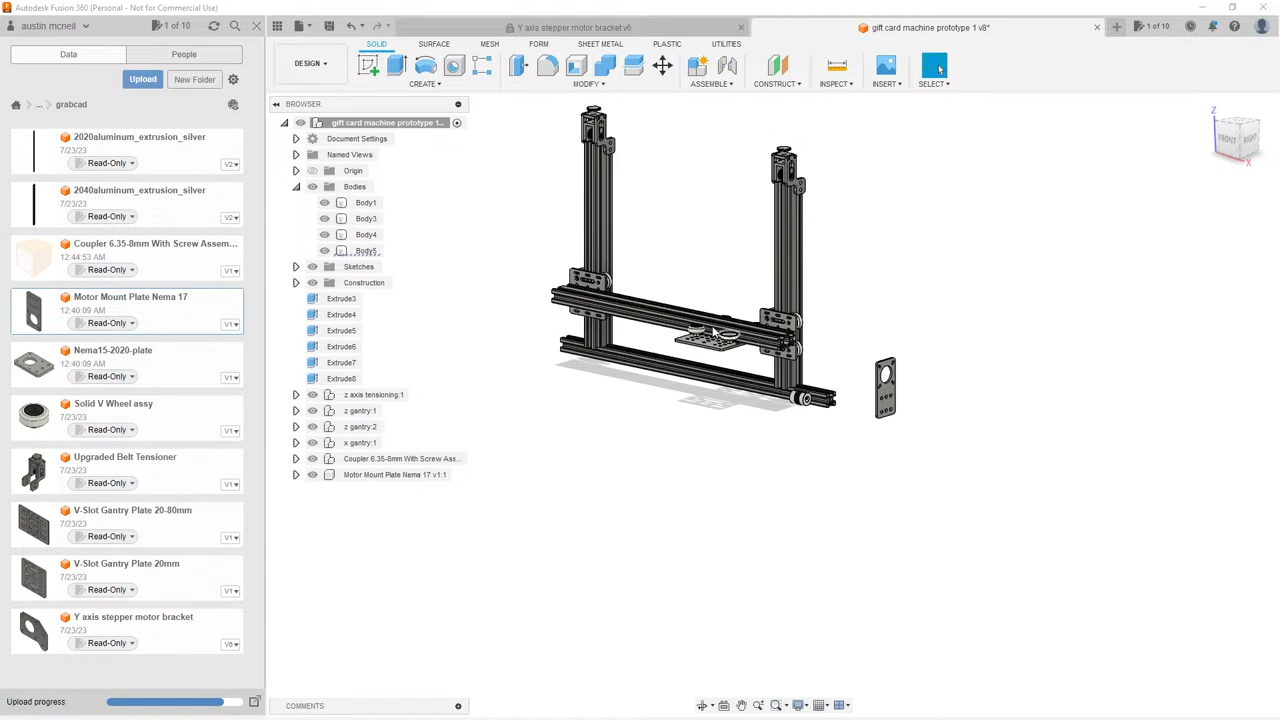 Autodesk Fusion 360 (Personal - Not for Commercial Use)
austin mcneil
1 of 10
Y axis stepper motor bracket v6
gift card machine prototype 1 v8*
1 of 10
Data
People
SOLID
SURFACE
MESH
FORM
SHEET METAL
PLASTIC
UTILITIES
DESIGN
Upload
New Folder
CREATE
MODIFY
ASSEMBLE
CONSTRUCT
INSPECT
INSERT
SELECT
... grabcad
BROWSER
gift card machine prototype 1...
Document Settings
Named Views
Origin
Bodies
Body1
Body3
Body4
Body5
Sketches
Construction
Extrude3
Extrude4
Extrude5
Extrude6
Extrude7
Extrude8
z axis tensioning:1
z gantry:1
z gantry:2
x gantry:1
Coupler 6.35-8mm With Screw Ass...
Motor Mount Plate Nema 17 v1:1
2020aluminum_extrusion_silver
7/23/23
Read-Only
V2
2040aluminum_extrusion_silver
7/23/23
Read-Only
V2
Coupler 6.35-8mm With Screw Assem...
12:44:53 AM
Read-Only
V1
Motor Mount Plate Nema 17
12:40:09 AM
Read-Only
V1
Nema15-2020-plate
12:40:09 AM
Read-Only
V1
Solid V Wheel assy
7/23/23
Read-Only
V1
Upgraded Belt Tensioner
7/23/23
Read-Only
V1
V-Slot Gantry Plate 20-80mm
7/23/23
Read-Only
V1
V-Slot Gantry Plate 20mm
7/23/23
Read-Only
V1
Y axis stepper motor bracket
7/23/23
Read-Only
V6
Upload progress
COMMENTS
Z
FRONT
RIGHT
X